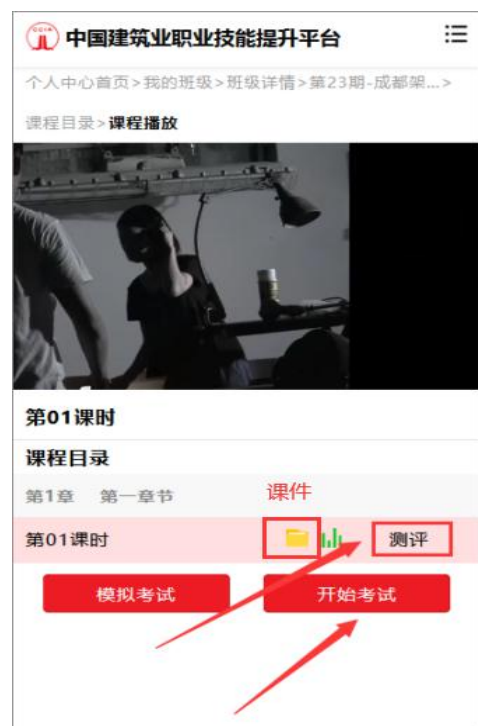 中国建筑业职业技能提升平台
个人中心首页>我的班级>班级详情>第23期-成都架...>
课程目录>课程播放
第01课时
课程目录
第1章 第一章节
课件
第01课时 测评
模拟考试 开始考试